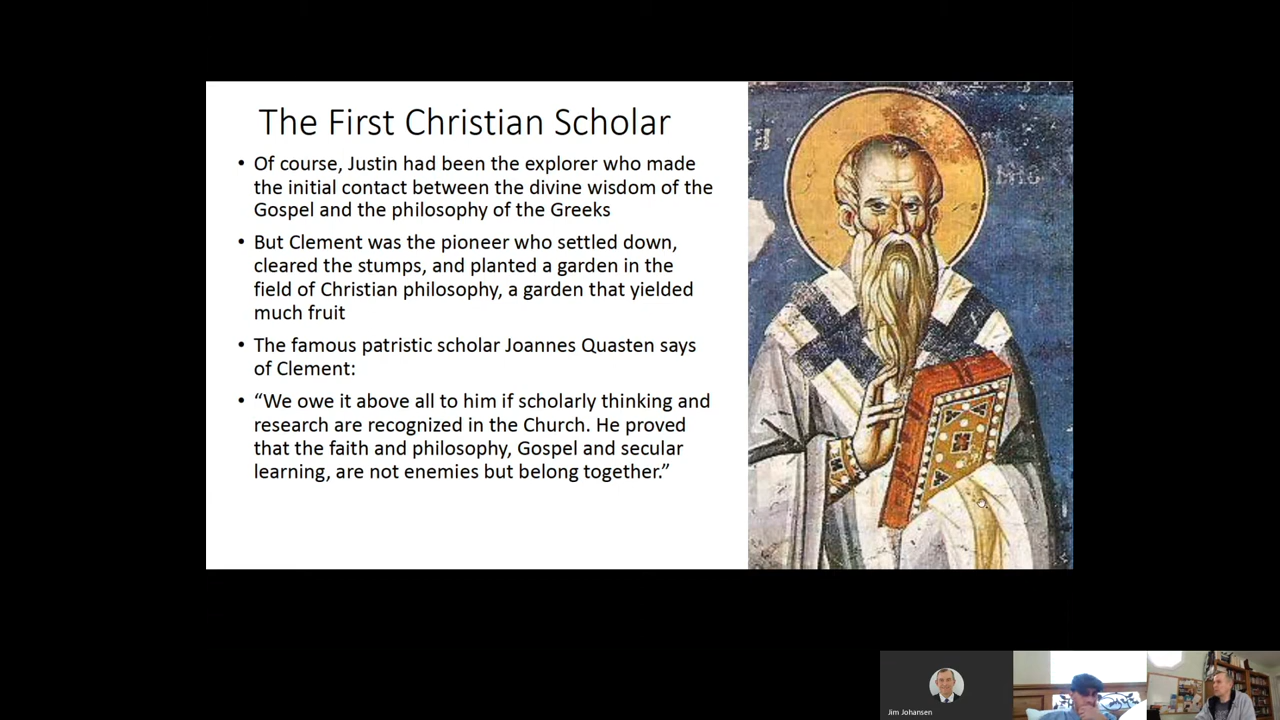 The First Christian Scholar
• Of course, Justin had been the explorer who made
the initial contact between the divine wisdom of the
Gospel and the philosophy of the Greeks
• But Clement was the pioneer who settled down,
cleared the stumps, and planted a garden in the
field of Christian philosophy, a garden that yielded
much fruit
• The famous patristic scholar Joannes Quasten says
of Clement:
• “We owe it above all to him if scholarly thinking and
research are recognized in the Church. He proved
that the faith and philosophy, Gospel and secular
learning, are not enemies but belong together.”
Jim Johansen